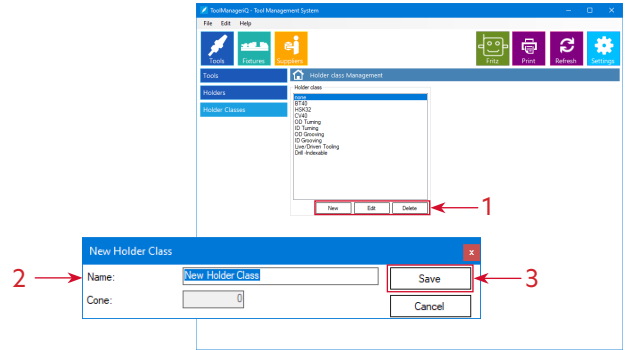 ToolManagerIQ - Tool Management System
File Edit Help
Tools Fixtures Suppliers Fritz Print Refresh Settings
Tools
Holders
Holder Classes
Holder class Management
Holder class
none
BT40
HSK32
CV40
OD Turning
ID Turning
OD Grooving
ID Grooving
Live/Driven Tooling
Drill -Indexable
New Edit Delete
1
New Holder Class x
2
Name: New Holder Class Save
3
Cone: 0 Cancel